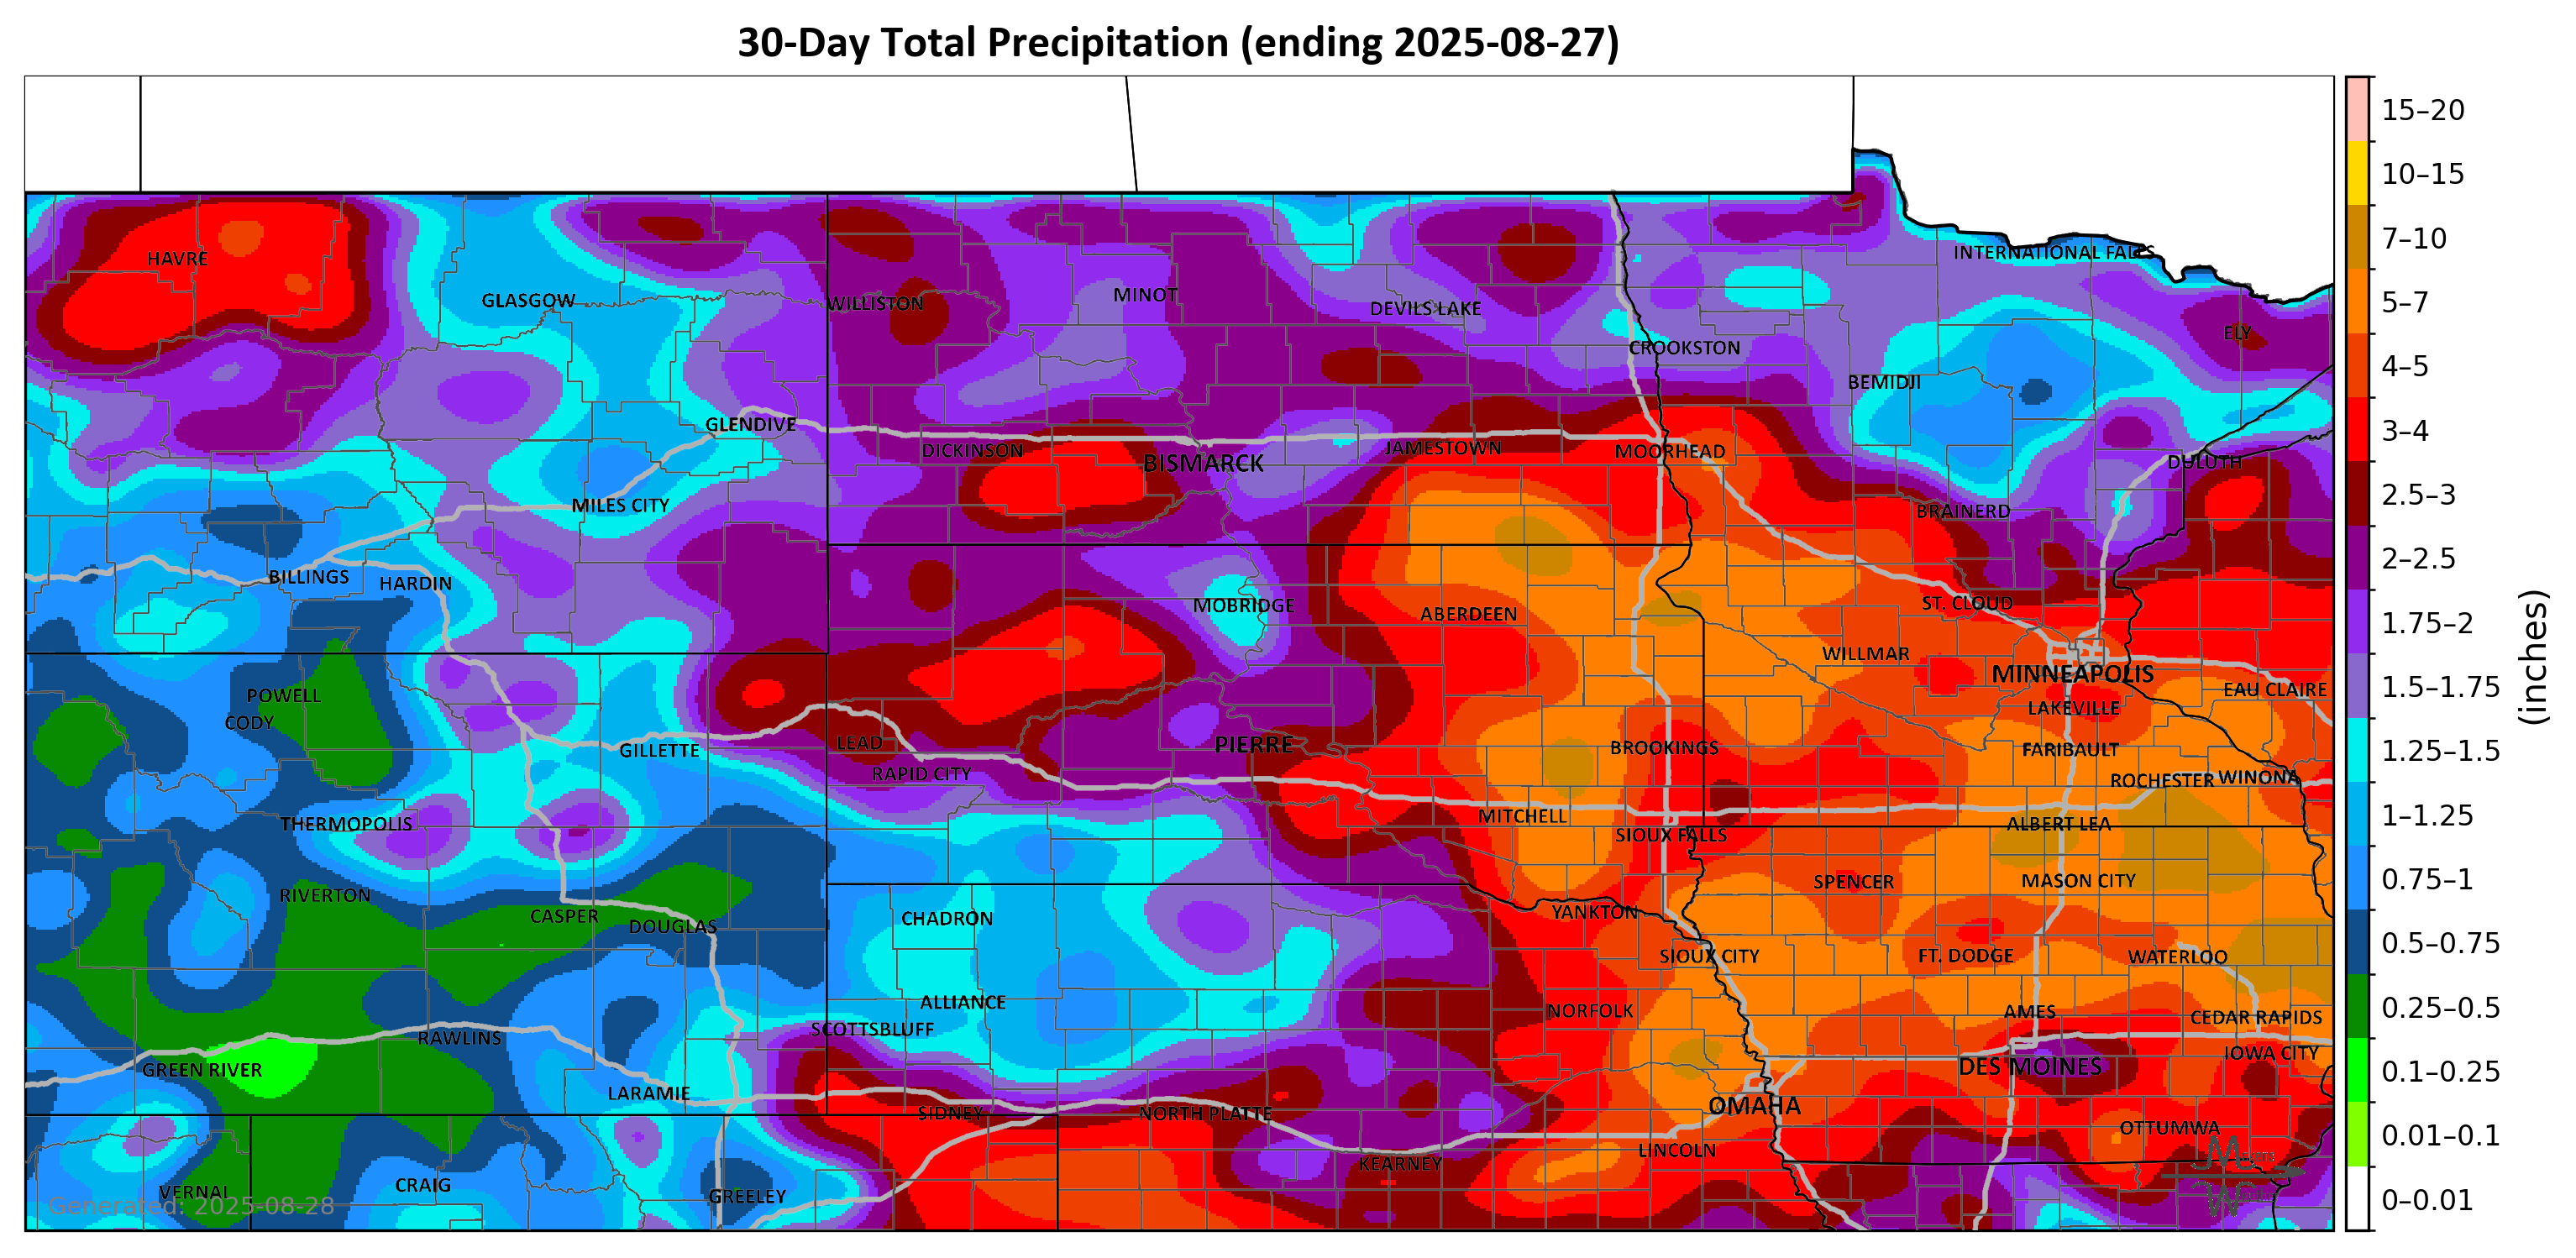 30-Day Total Precipitation (ending 2025-08-27)
15–20
10–15
7–10
5–7
4–5
3–4
2.5–3
2–2.5
1.75–2
1.5–1.75
1.25–1.5
1–1.25
0.75–1
0.5–0.75
0.25–0.5
0.1–0.25
0.01–0.1
0–0.01
(inches)
INTERNATIONAL FALLS
HAVRE
GLASGOW
WILLISTON
MINOT
DEVILS LAKE
ELY
CROOKSTON
BEMIDJI
GLENDIVE
DICKINSON
BISMARCK
JAMESTOWN
MOORHEAD
DULUTH
MILES CITY
BRAINERD
BILLINGS
HARDIN
MOBRIDGE
ABERDEEN
ST. CLOUD
WILLMAR
MINNEAPOLIS
POWELL
EAU CLAIRE
CODY
LAKEVILLE
GILLETTE
LEAD
PIERRE
BROOKINGS
FARIBAULT
RAPID CITY
ROCHESTER
WINONA
THERMOPOLIS
MITCHELL
SIOUX FALLS
ALBERT LEA
RIVERTON
SPENCER
MASON CITY
CASPER
DOUGLAS
CHADRON
YANKTON
SIOUX CITY
FT. DODGE
WATERLOO
ALLIANCE
NORFOLK
AMES
CEDAR RAPIDS
SCOTTSBLUFF
RAWLINS
IOWA CITY
GREEN RIVER
DES MOINES
LARAMIE
SIDNEY
NORTH PLATTE
OMAHA
OTTUMWA
LINCOLN
KEARNEY
VERNAL
CRAIG
GREELEY
Generated: 2025-08-28